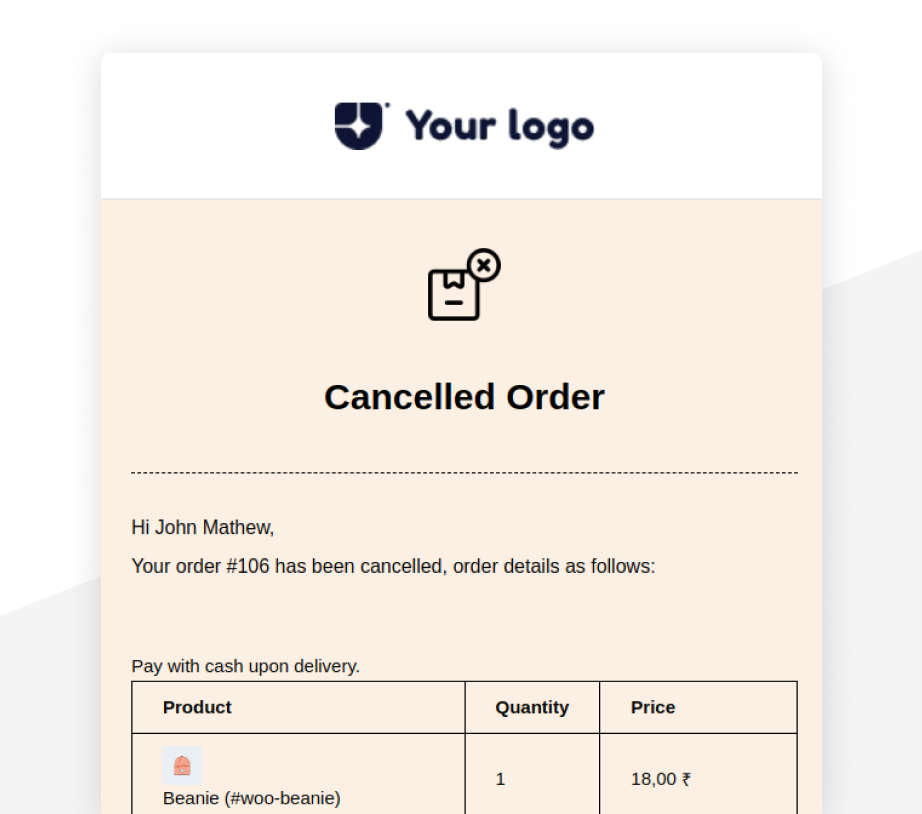 Your logo
Cancelled Order
Hi John Mathew,
Your order #106 has been cancelled, order details as follows:
Pay with cash upon delivery.
Product Quantity Price
Beanie (#woo-beanie) 1 18,00 ₹